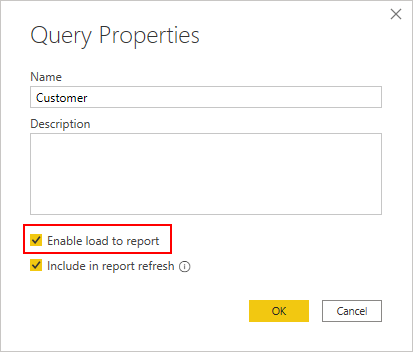 Query Properties
Name
Customer
Description
Enable load to report
Include in report refresh
OK
Cancel